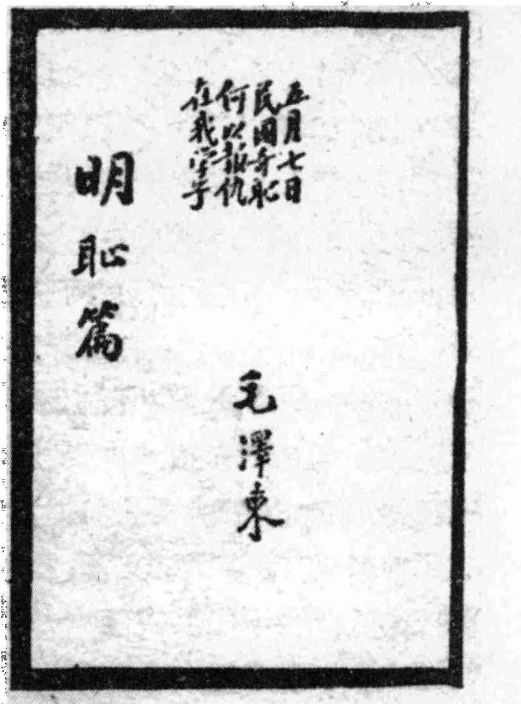 五月七日
民國奇恥
何以報仇
在我學子
毛澤東
明恥篇